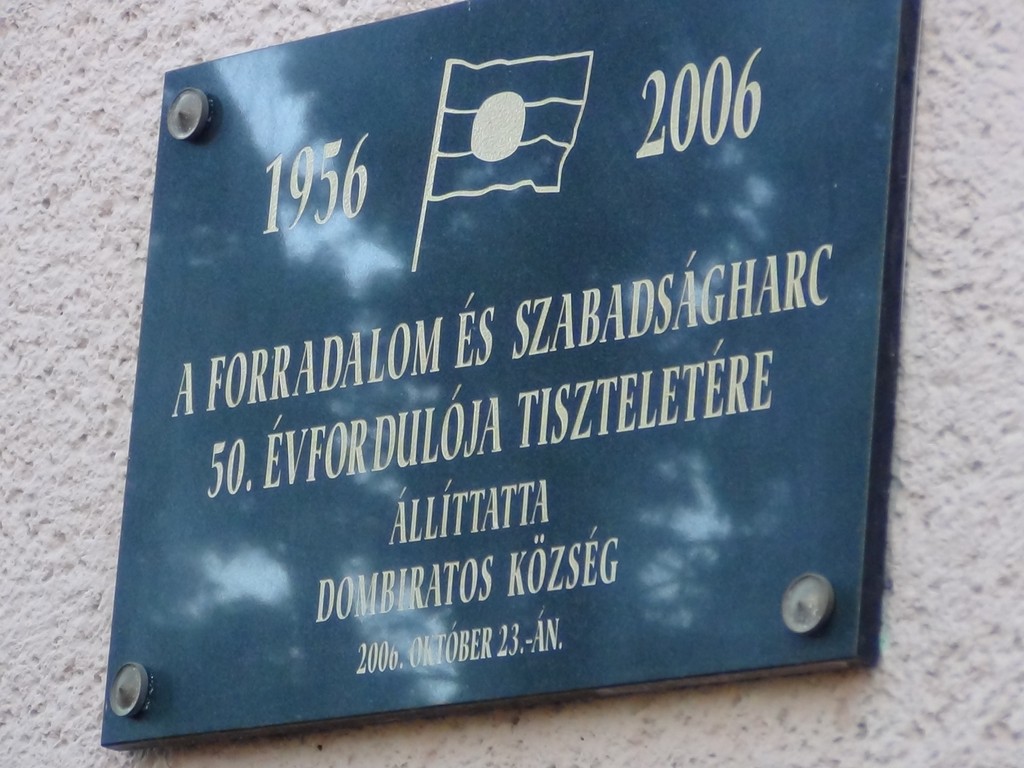 1956 2006
A FORRADALOM ÉS SZABADSÁGHARC
50. ÉVFORDULÓJA TISZTELETÉRE
ÁLLÍTTATTA
DOMBIRATOS KÖZSÉG
2006. OKTÓBER 23.-ÁN.